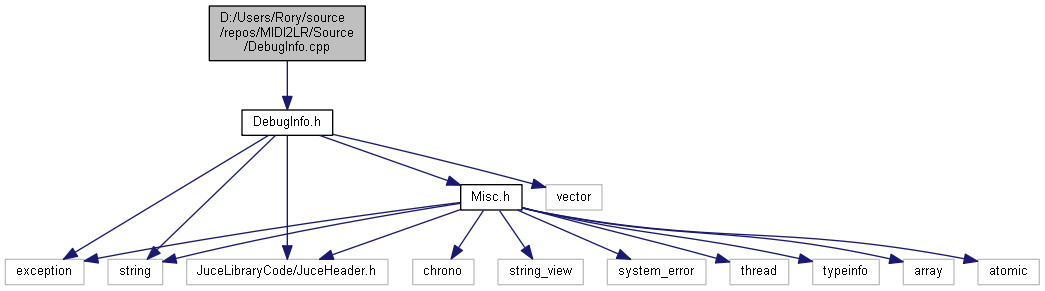 D:/Users/Rory/source
/repos/MIDI2LR/Source
/DebugInfo.cpp
DebugInfo.h
Misc.h
vector
exception
string
JuceLibraryCode/JuceHeader.h
chrono
string_view
system_error
thread
typeinfo
array
atomic